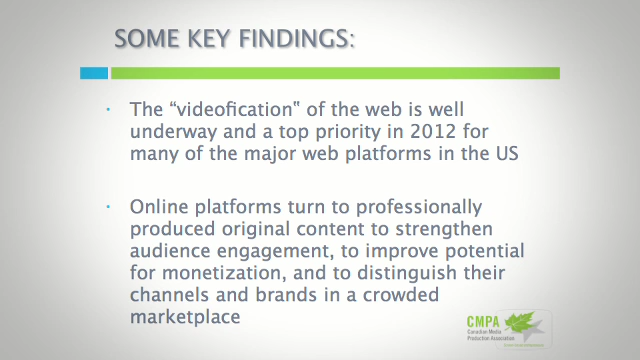 SOME KEY FINDINGS:
· The “videofication“ of the web is well
underway and a top priority in 2012 for
many of the major web platforms in the US
· Online platforms turn to professionally
produced original content to strengthen
audience engagement, to improve potential
for monetization, and to distinguish their
channels and brands in a crowded
marketplace
CMPA
Canadian Media
Production Association